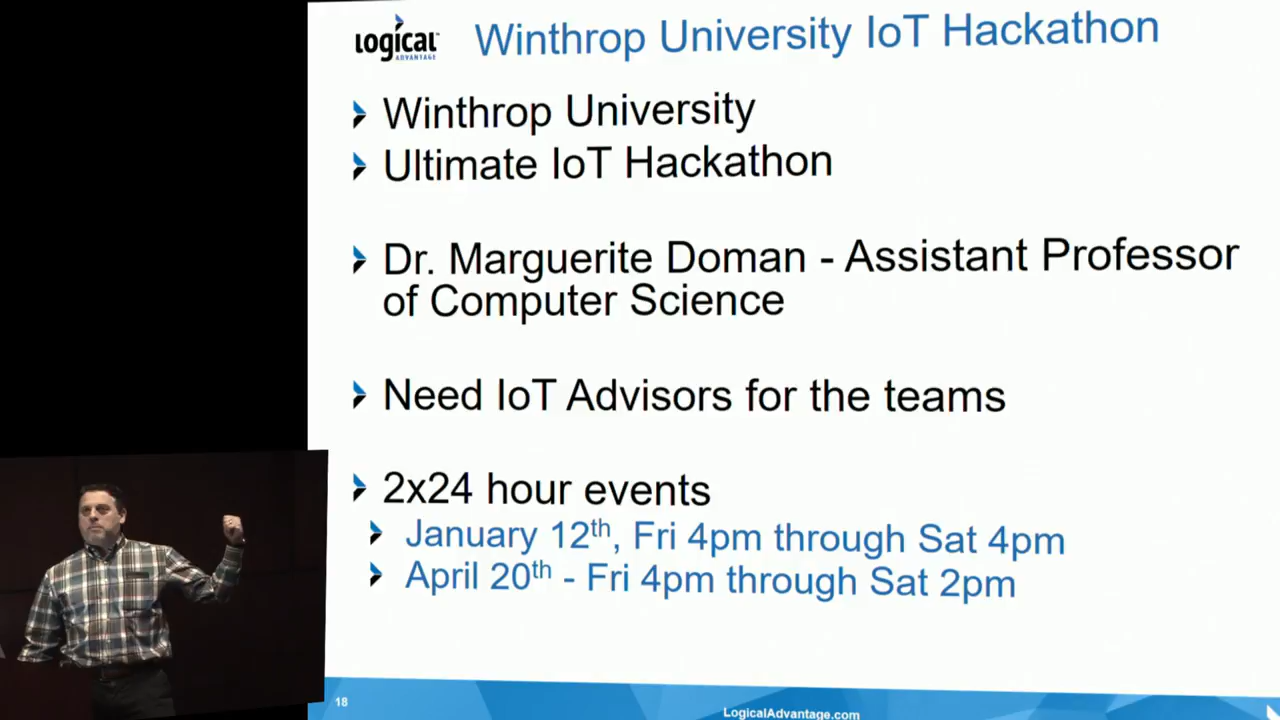 LOGICAL
ADVANTAGE
Winthrop University IoT Hackathon
Winthrop University
Ultimate IoT Hackathon
Dr. Marguerite Doman - Assistant Professor
of Computer Science
Need IoT Advisors for the teams
2x24 hour events
January 12th, Fri 4pm through Sat 4pm
April 20th - Fri 4pm through Sat 2pm
18
LogicalAdvantage.com